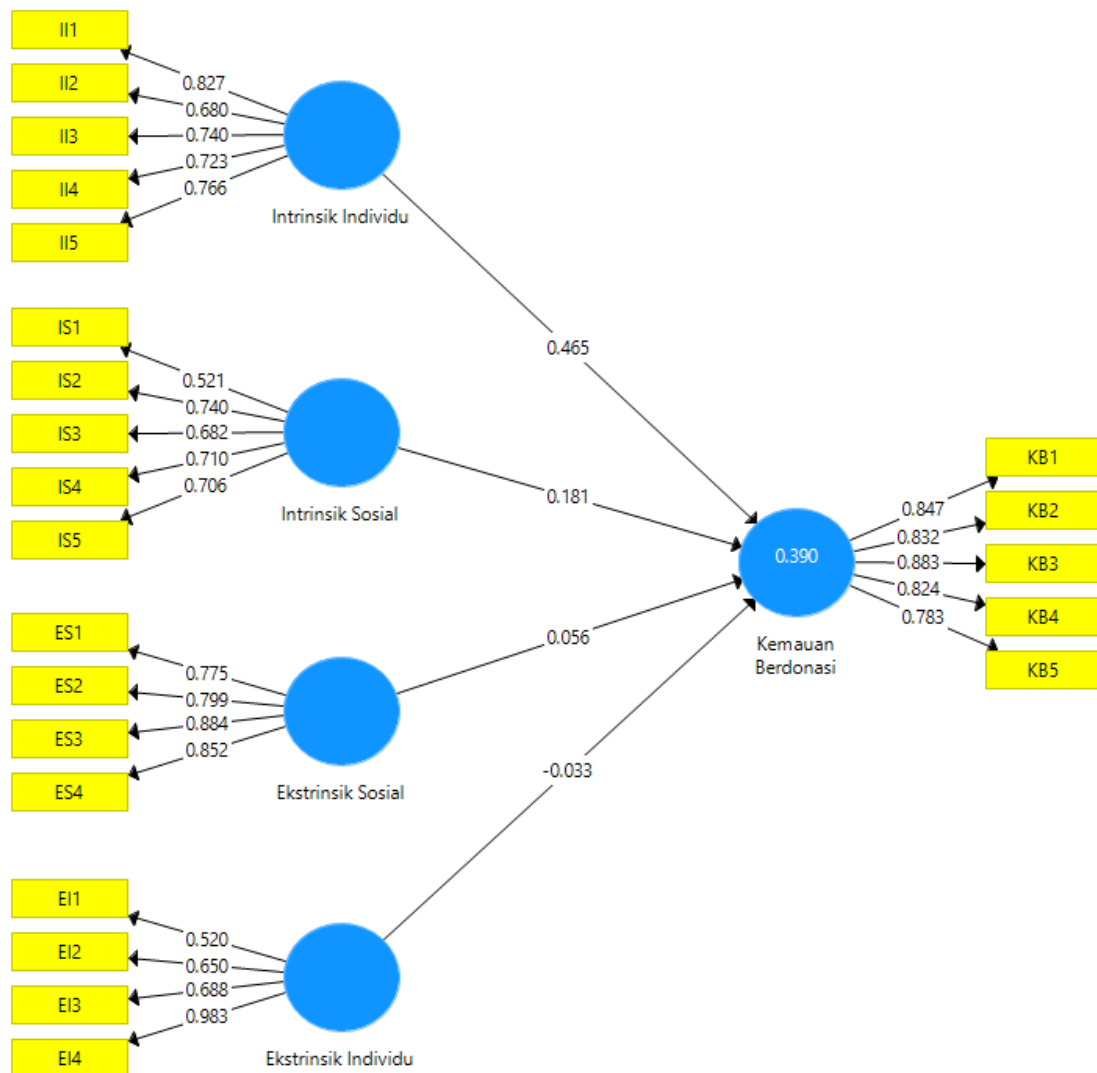 II1
0.827
II2
0.680
II3
0.740
II4
0.723
0.766
II5
Intrinsik Individu
0.465
IS1
0.521
IS2
0.740
IS3
0.682
IS4
0.710
0.706
IS5
Intrinsik Sosial
0.181
ES1
0.775
ES2
0.799
ES3
0.884
0.852
ES4
Ekstrinsik Sosial
0.056
EI1
0.520
EI2
0.650
EI3
0.688
0.983
EI4
Ekstrinsik Individu
-0.033
0.390
Kemauan
Berdonasi
KB1
0.847
KB2
0.832
KB3
0.883
0.824
KB4
0.783
KB5